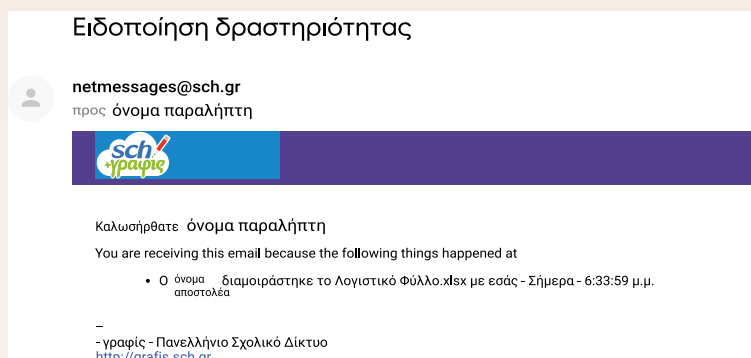 Ειδοποίηση δραστηριότητας
netmessages@sch.gr
προς όνομα παραλήπτη
sch
+γραφίς
Καλωσήρθατε όνομα παραλήπτη
You are receiving this email because the following things happened at
• Ο όνομα αποστολέα διαμοιράστηκε το Λογιστικό Φύλλο.xlsx με εσάς - Σήμερα - 6:33:59 μ.μ.
–
- γραφίς - Πανελλήνιο Σχολικό Δίκτυο
http://grafis.sch.gr